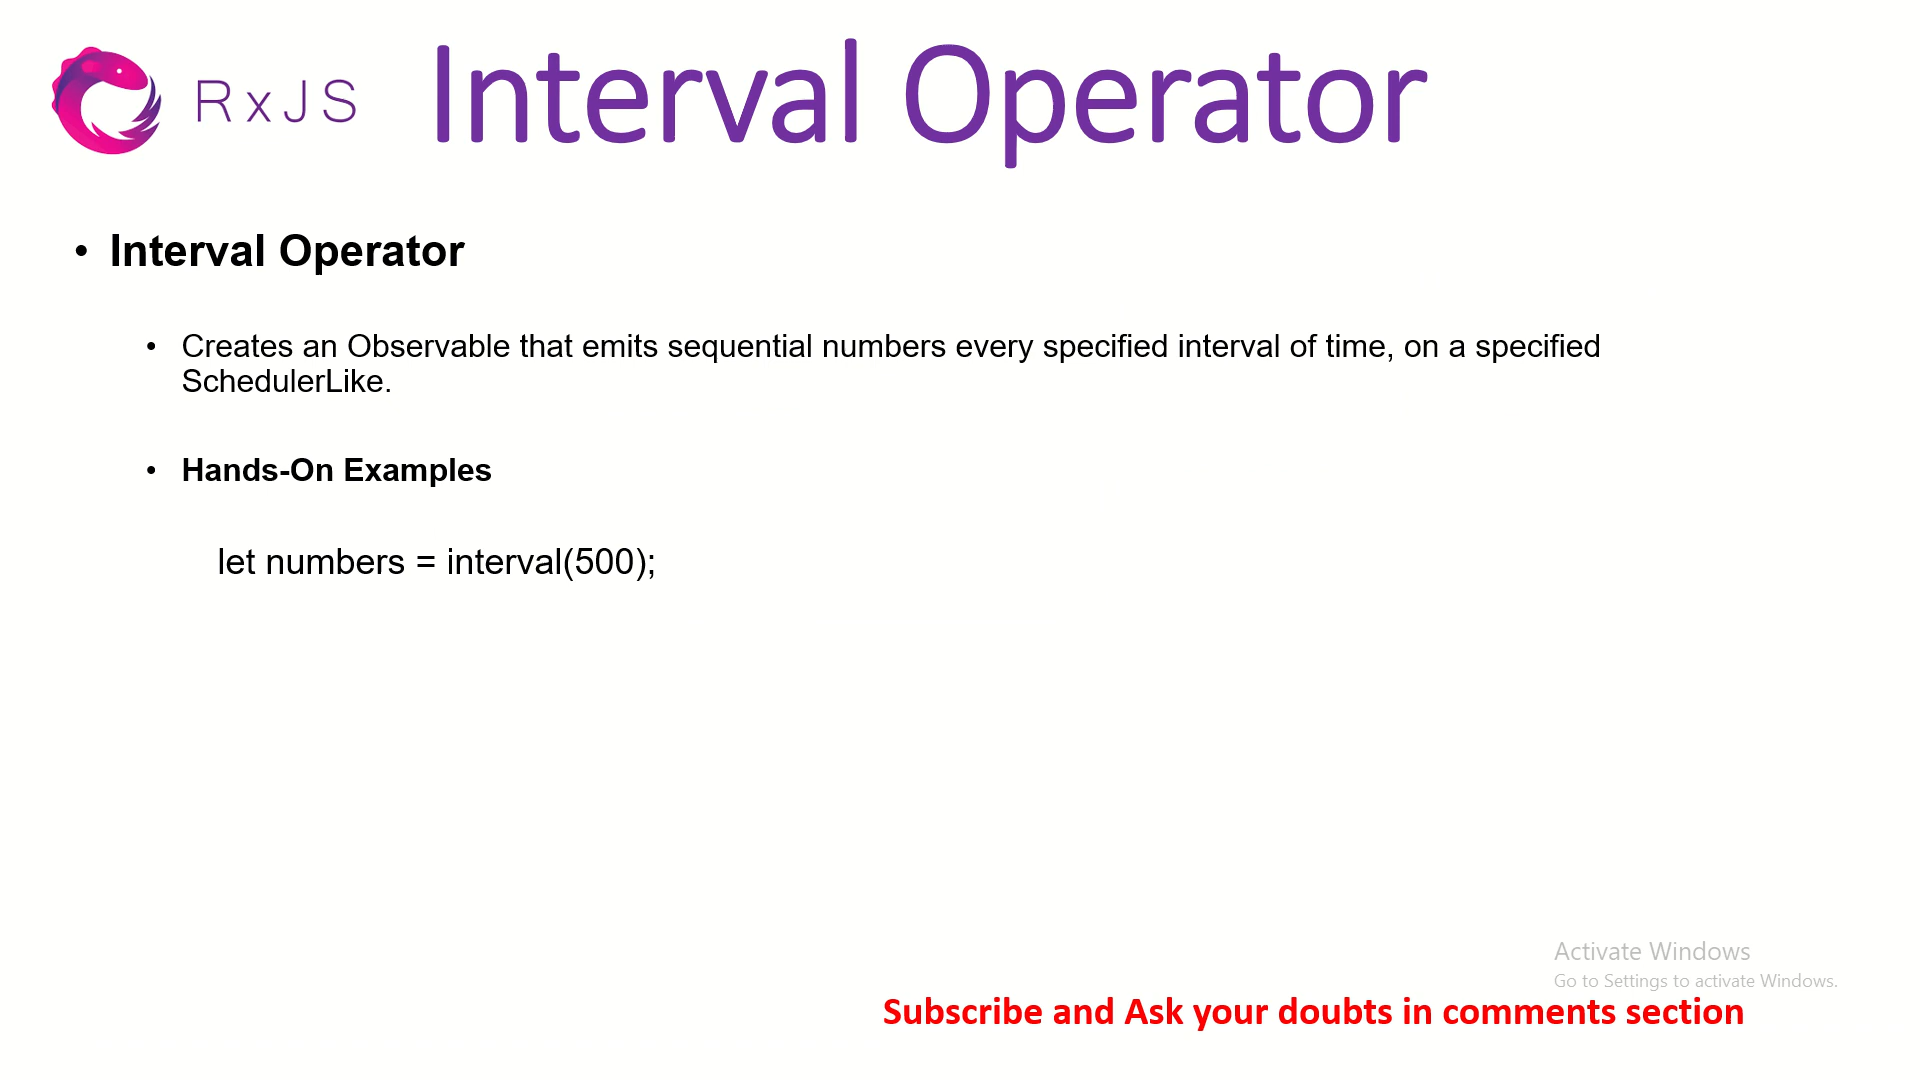 RxJS Interval Operator
• Interval Operator
• Creates an Observable that emits sequential numbers every specified interval of time, on a specified
SchedulerLike.
• Hands-On Examples
let numbers = interval(500);
Activate Windows
Go to Settings to activate Windows.
Subscribe and Ask your doubts in comments section